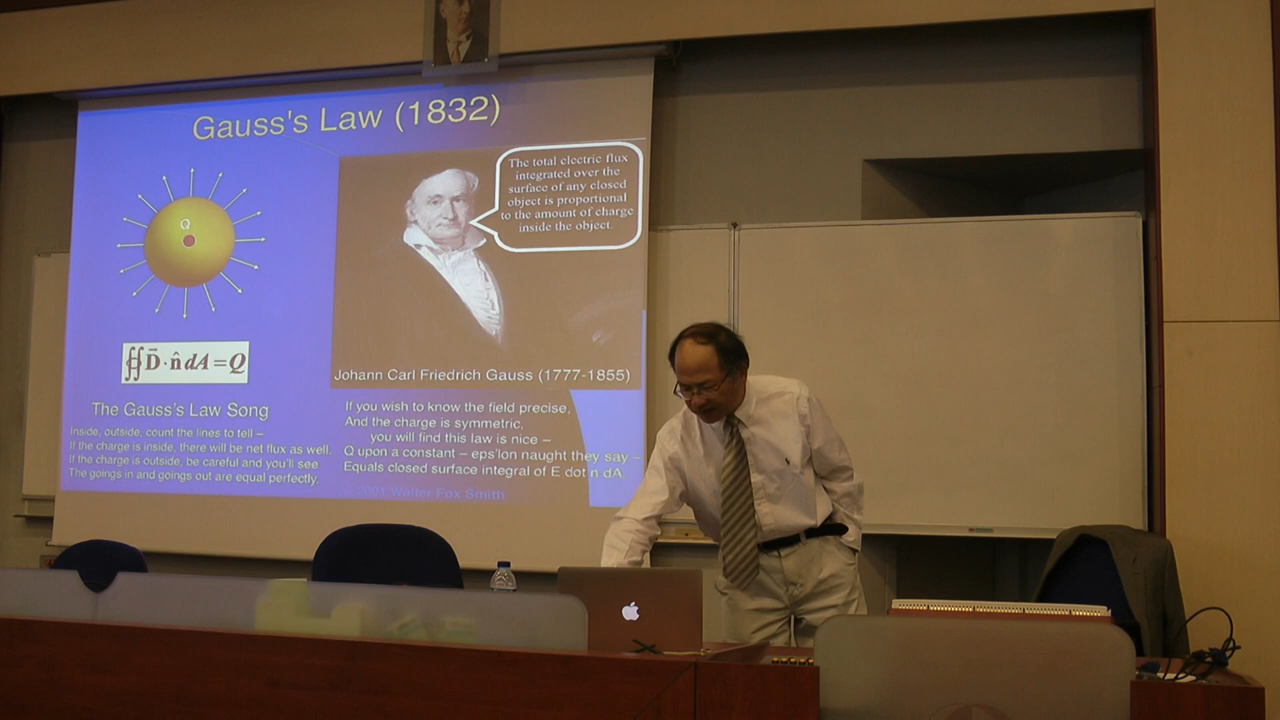 Gauss's Law (1832)
Q
The total electric flux
integrated over the
surface of any closed
object is proportional
to the amount of charge
inside the object.
∯D⃗·n̂dA=Q
Johann Carl Friedrich Gauss (1777-1855)
The Gauss's Law Song
Inside, outside, count the lines to tell –
If the charge is inside, there will be net flux as well.
If the charge is outside, be careful and you'll see
The goings in and goings out are equal perfectly.
If you wish to know the field precise,
And the charge is symmetric,
you will find this law is nice –
Q upon a constant – eps'lon naught they say –
Equals closed surface integral of E dot n dA.
© 2001 Walter Fox Smith